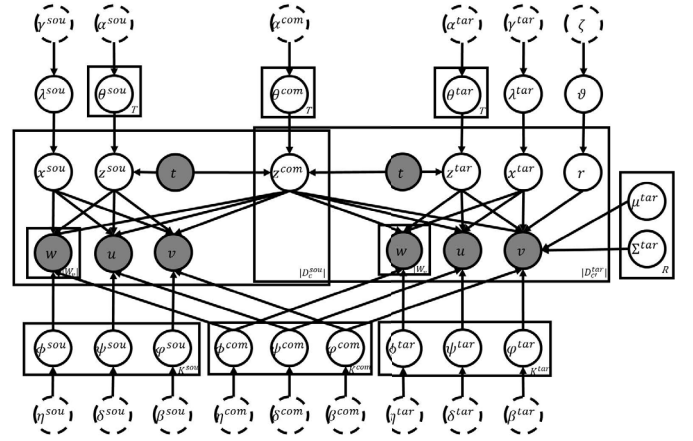 γ^sou α^sou α^com α^tar γ^tar ζ
λ^sou θ^sou T θ^com T θ^tar T λ^tar ϑ
x^sou z^sou t z^com t z^tar x^tar r
μ^tar
w u v w u v Σ^tar
|D_c^sou| |D_c'^tar| R
ϕ^sou ψ^sou φ^sou ϕ^com ψ^com φ^com ϕ^tar ψ^tar φ^tar
K^sou K^com K^tar
η^sou δ^sou β^sou η^com δ^com β^com η^tar δ^tar β^tar